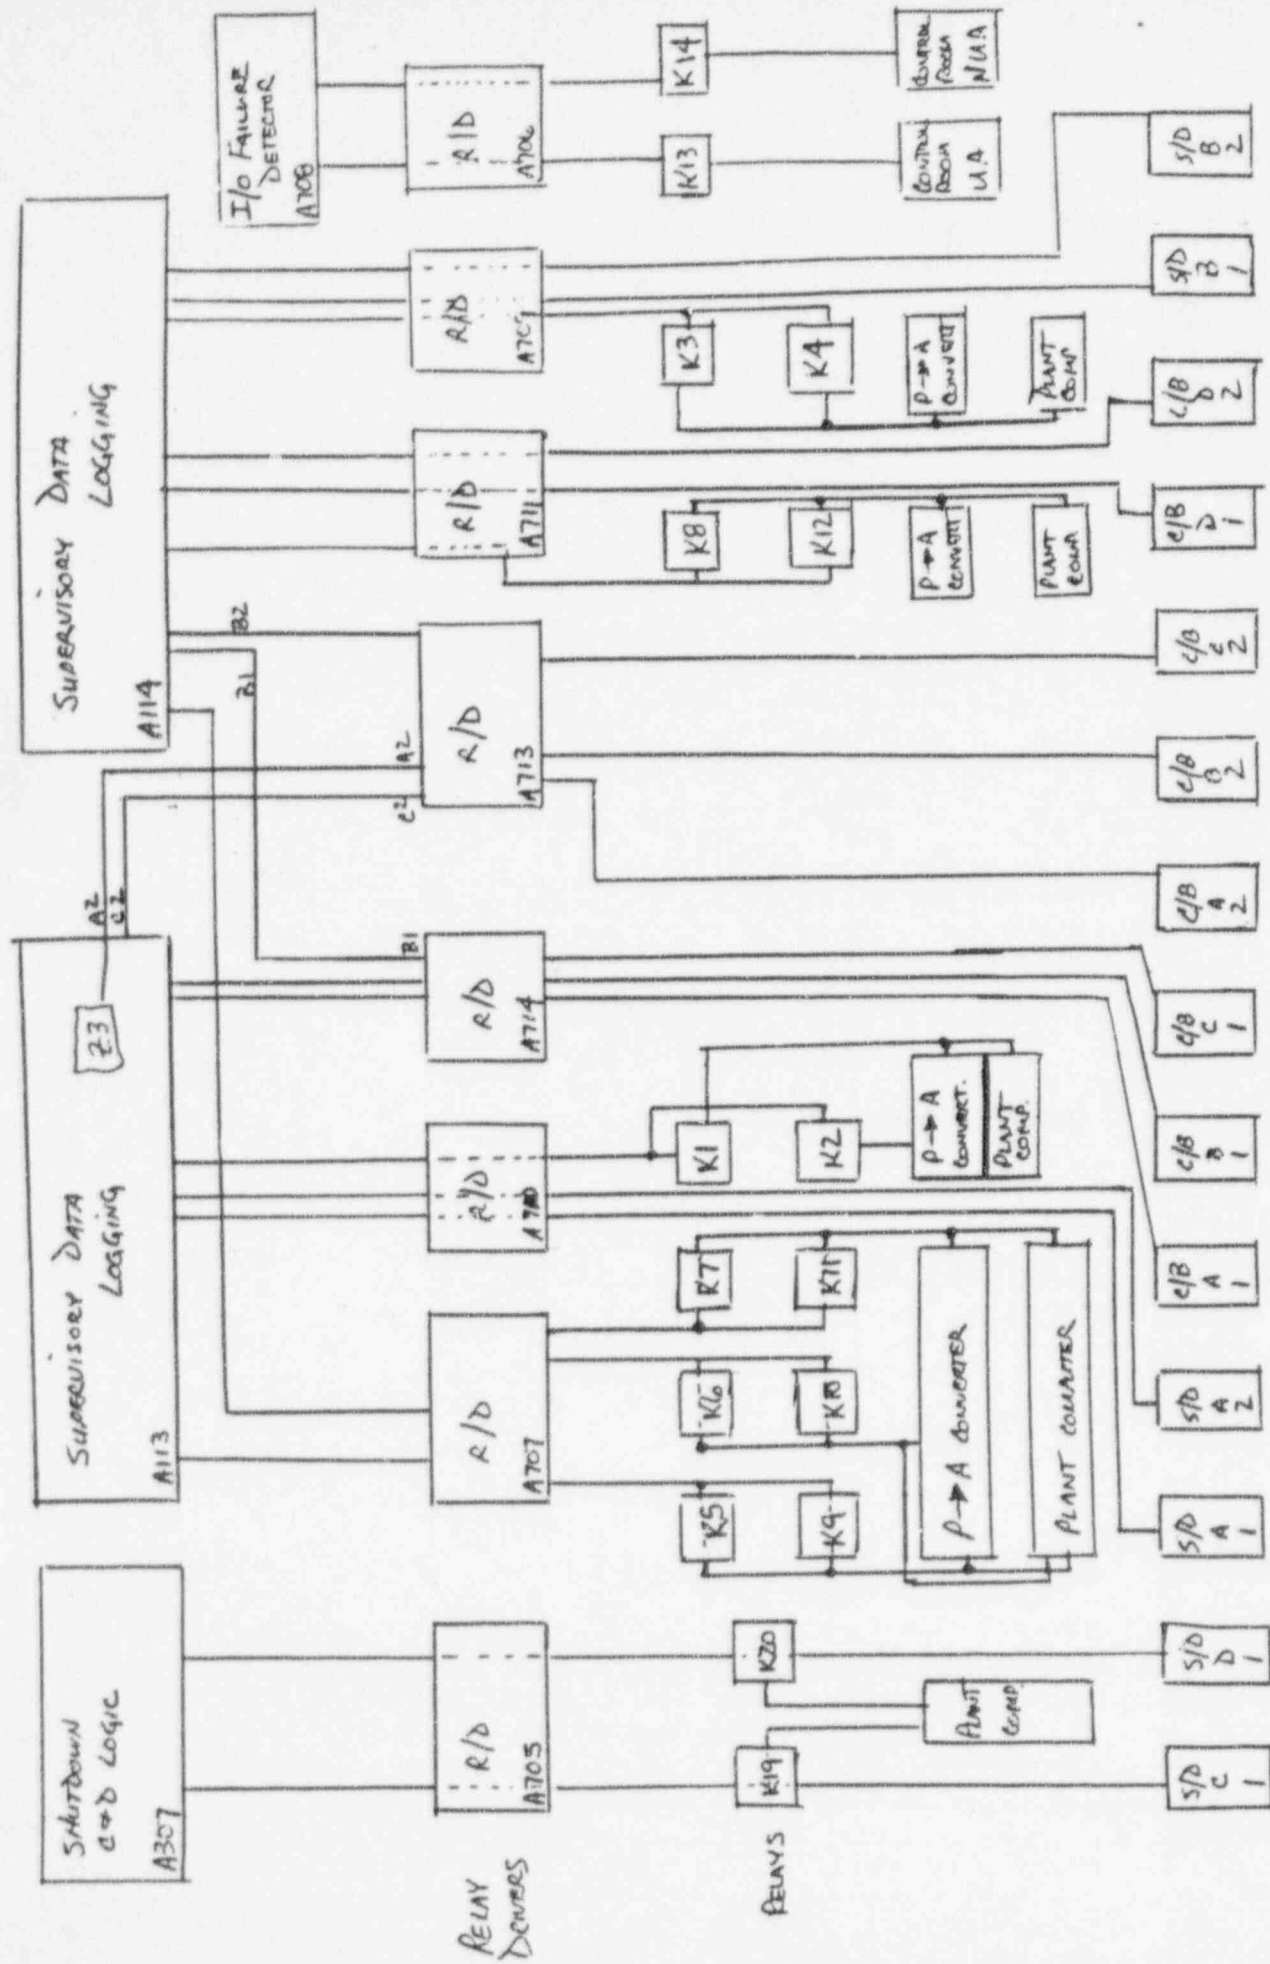 SHUTDOWN
C&D LOGIC
A307
SUPERVISORY DATA
LOGGING
Z3
A113
SUPERVISORY DATA
LOGGING
A114
I/O FAILURE
DETECTOR
A708
A2
C2
B1
B2
C2
A2
B1
RELAY
DRIVERS
R/D
A705
R/D
A707
R/D
R/D
A714
R/D
A713
R/D
A711
R/D
A709
R/D
A706
RELAYS
K19
K20
K5
K6
K7
K1
K8
K3
K13
K14
K9
K10
K11
K2
K12
K4
PLANT
COMP.
P→A CONVERTER
PLANT COMPUTER
P→A
CONVERT.
PLANT
COMP.
P→A
CONVERT
PLANT
COMP
P→A
CONVERT
PLANT
COMP
CONTROL
ROOM
U.A
CONTROL
ROOM
N.U.A
S/D
C
1
S/D
D
1
S/D
A
1
S/D
A
2
C/B
A
1
C/B
B
1
C/B
C
1
C/B
A
2
C/B
B
2
C/B
C
2
C/B
D
1
C/B
D
2
S/D
B
1
S/D
B
2